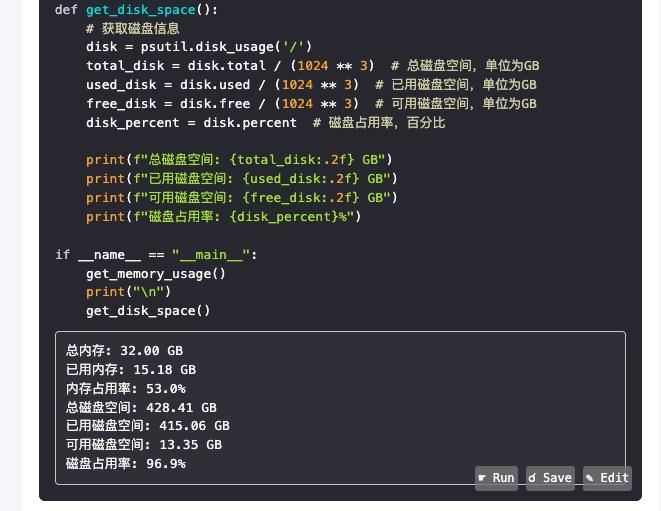 def get_disk_space():
    # 获取磁盘信息
    disk = psutil.disk_usage('/')
    total_disk = disk.total / (1024 ** 3)  # 总磁盘空间，单位为GB
    used_disk = disk.used / (1024 ** 3)  # 已用磁盘空间，单位为GB
    free_disk = disk.free / (1024 ** 3)  # 可用磁盘空间，单位为GB
    disk_percent = disk.percent  # 磁盘占用率，百分比

    print(f"总磁盘空间: {total_disk:.2f} GB")
    print(f"已用磁盘空间: {used_disk:.2f} GB")
    print(f"可用磁盘空间: {free_disk:.2f} GB")
    print(f"磁盘占用率: {disk_percent}%")

if __name__ == "__main__":
    get_memory_usage()
    print("\n")
    get_disk_space()

总内存: 32.00 GB
已用内存: 15.18 GB
内存占用率: 53.0%
总磁盘空间: 428.41 GB
已用磁盘空间: 415.06 GB
可用磁盘空间: 13.35 GB
磁盘占用率: 96.9%
☛ Run ☌ Save ✎ Edit